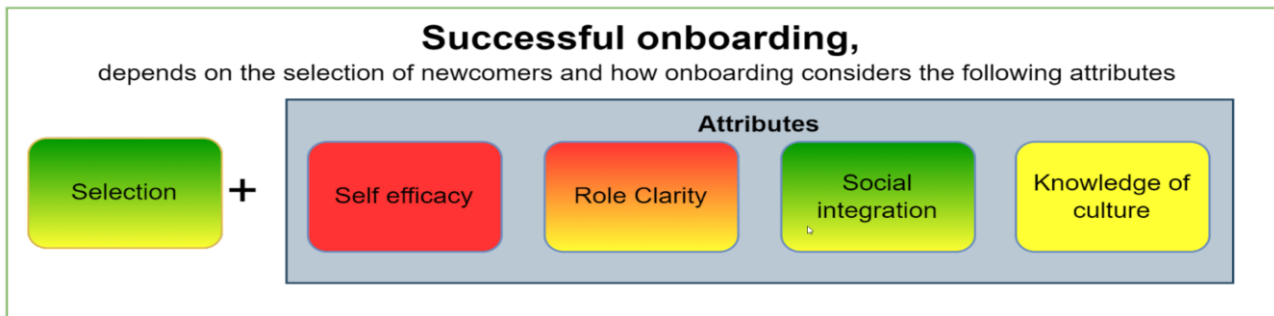 Successful onboarding,
depends on the selection of newcomers and how onboarding considers the following attributes
Attributes
Selection
+
Self efficacy
Role Clarity
Social
integration
Knowledge of
culture